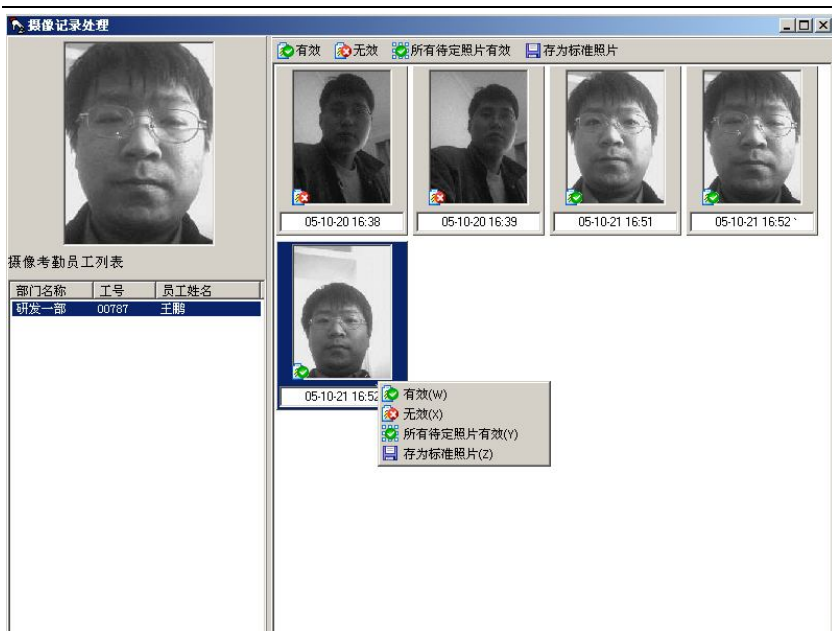 摄像记录处理
有效 无效 所有待定照片有效 存为标准照片
05-10-20 16:38 05-10-20 16:39 05-10-21 16:51 05-10-21 16:52
摄像考勤员工列表
部门名称 工号 员工姓名
研发一部 00787 王鹏
05-10-21 16:52
有效(W)
无效(X)
所有待定照片有效(Y)
存为标准照片(Z)